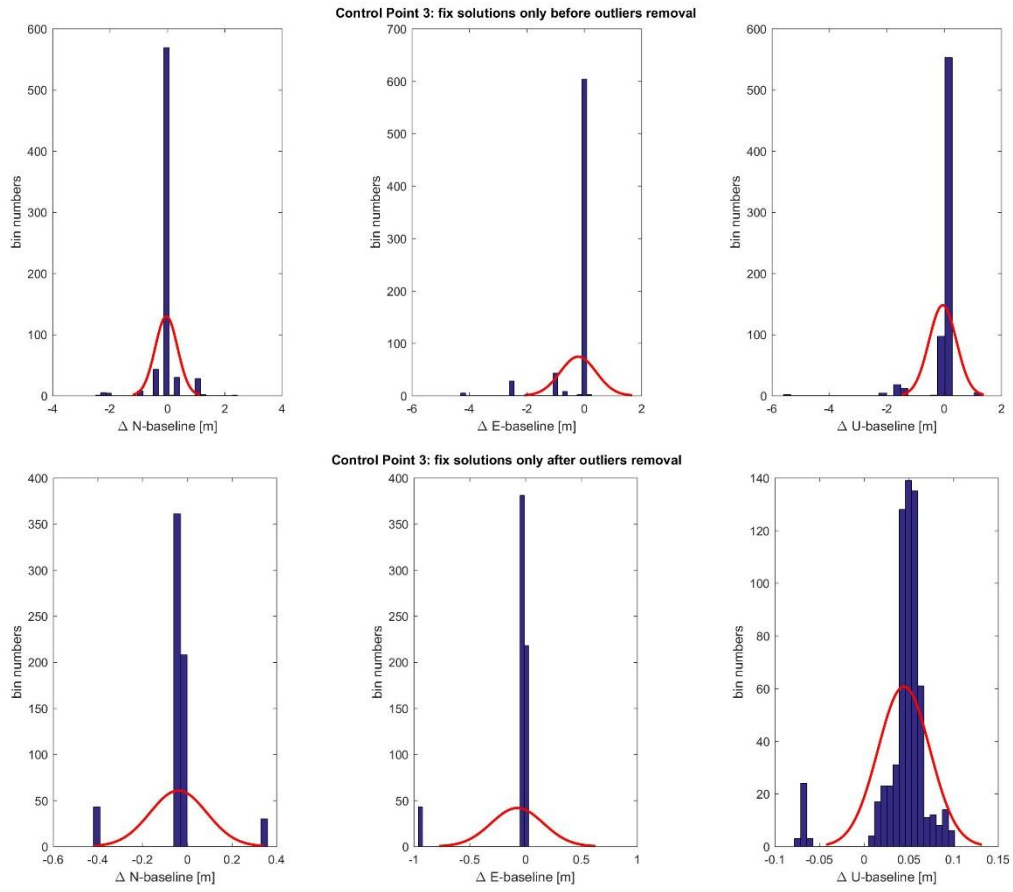 Control Point 3: fix solutions only before outliers removal
600
500
400
300
200
100
0
bin numbers
-4 -2 0 2 4
Δ N-baseline [m]
700
600
500
400
300
200
100
0
bin numbers
-6 -4 -2 0 2
Δ E-baseline [m]
600
500
400
300
200
100
0
bin numbers
-6 -4 -2 0 2
Δ U-baseline [m]
Control Point 3: fix solutions only after outliers removal
400
350
300
250
200
150
100
50
0
bin numbers
-0.6 -0.4 -0.2 0 0.2 0.4
Δ N-baseline [m]
400
350
300
250
200
150
100
50
0
bin numbers
-1 -0.5 0 0.5 1
Δ E-baseline [m]
140
120
100
80
60
40
20
0
bin numbers
-0.1 -0.05 0 0.05 0.1 0.15
Δ U-baseline [m]